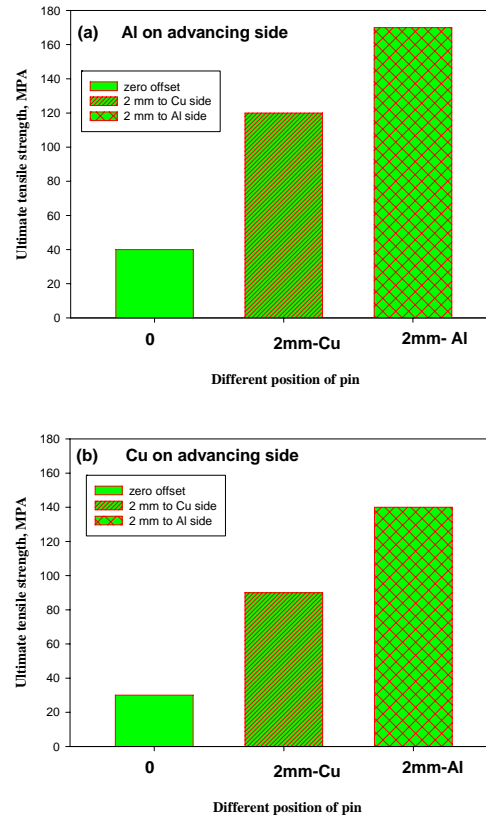 (a) Al on advancing side
zero offset
2 mm to Cu side
2 mm to Al side
Ultimate tensile strength, MPA
180
160
140
120
100
80
60
40
20
0
0 2mm-Cu 2mm- Al
Different position of pin
(b) Cu on advancing side
zero offset
2 mm to Cu side
2 mm to Al side
Ultimate tensile strength, MPA
180
160
140
120
100
80
60
40
20
0
0 2mm-Cu 2mm-Al
Different position of pin